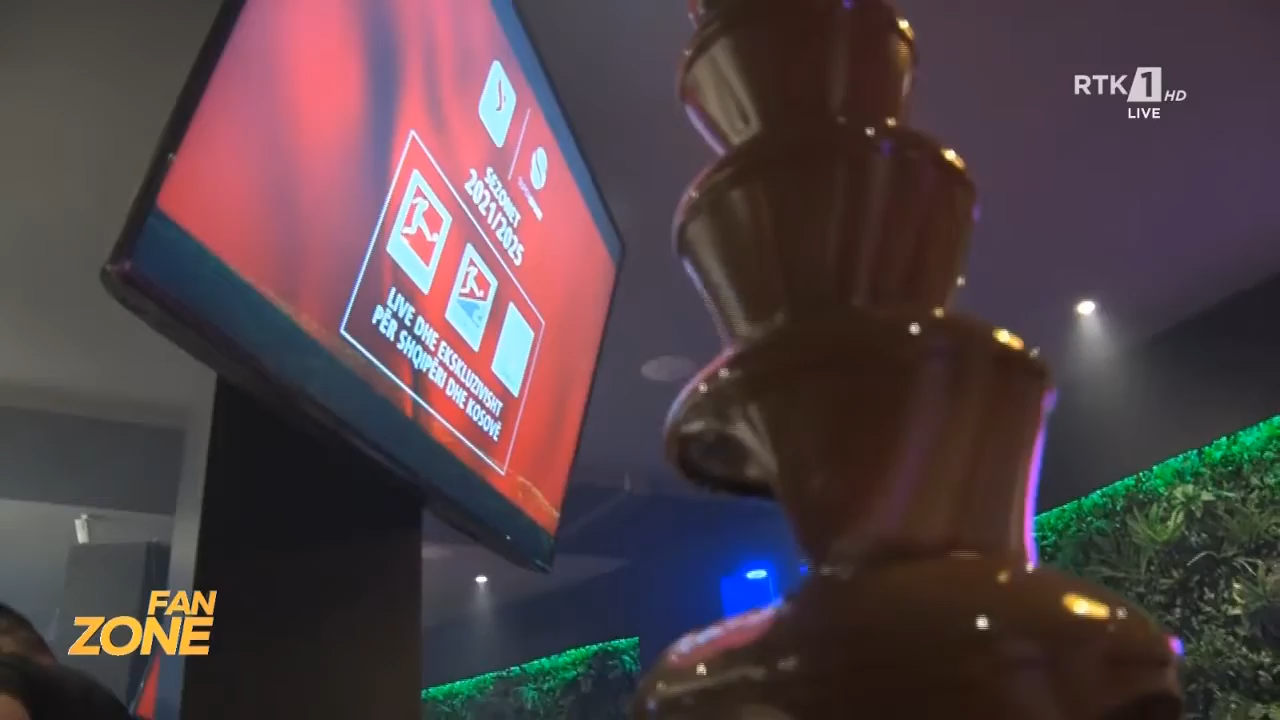 RTK 1 HD
LIVE
SEZONET
2021/2025
LIVE DHE EKSKLUZIVISHT
PËR SHQIPËRI DHE KOSOVË
FAN
ZONE